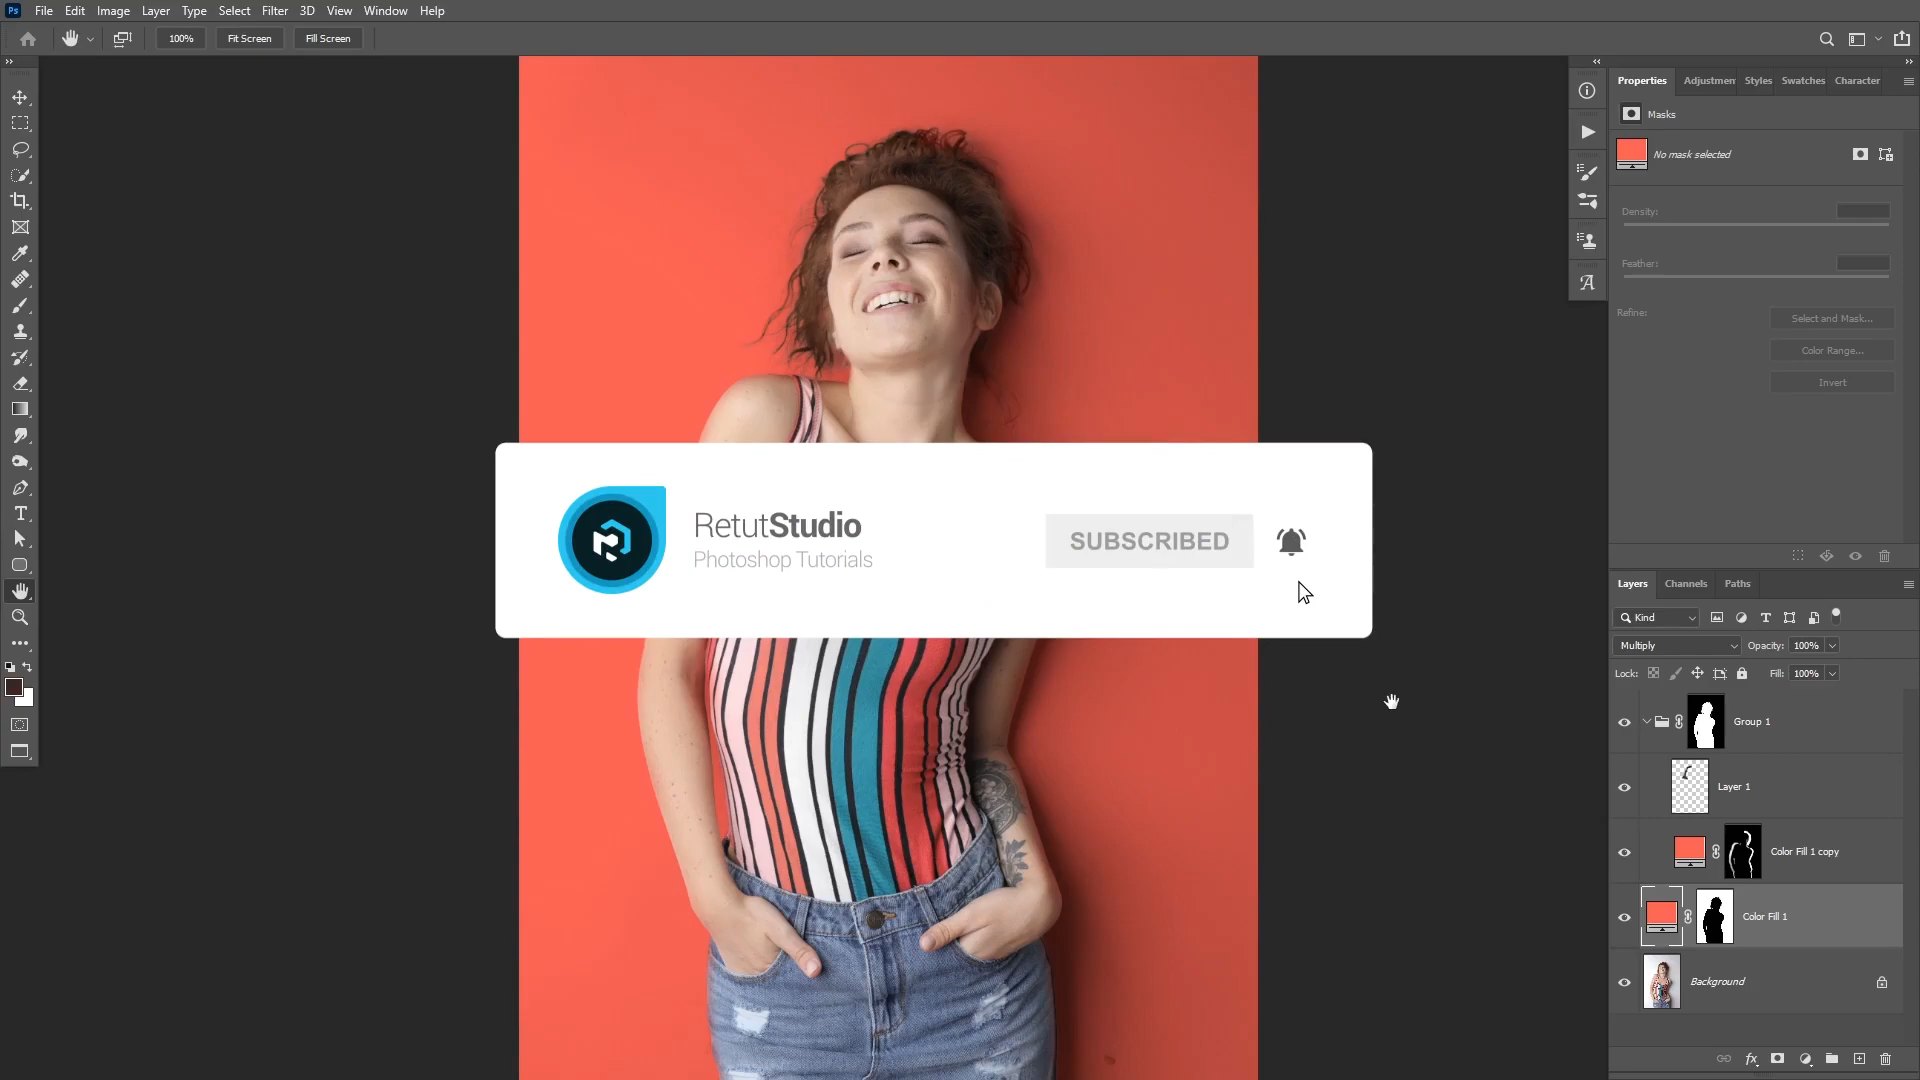 Ps File Edit Image Layer Type Select Filter 3D View Window Help
100% Fit Screen Fill Screen
Properties Adjustmen Styles Swatches Character
Masks
No mask selected
Density:
Feather:
Refine: Select and Mask...
Color Range...
Invert
RetutStudio
Photoshop Tutorials
SUBSCRIBED
Layers Channels Paths
Kind
Multiply Opacity: 100%
Lock: Fill: 100%
Group 1
Layer 1
Color Fill 1 copy
Color Fill 1
Background
fx